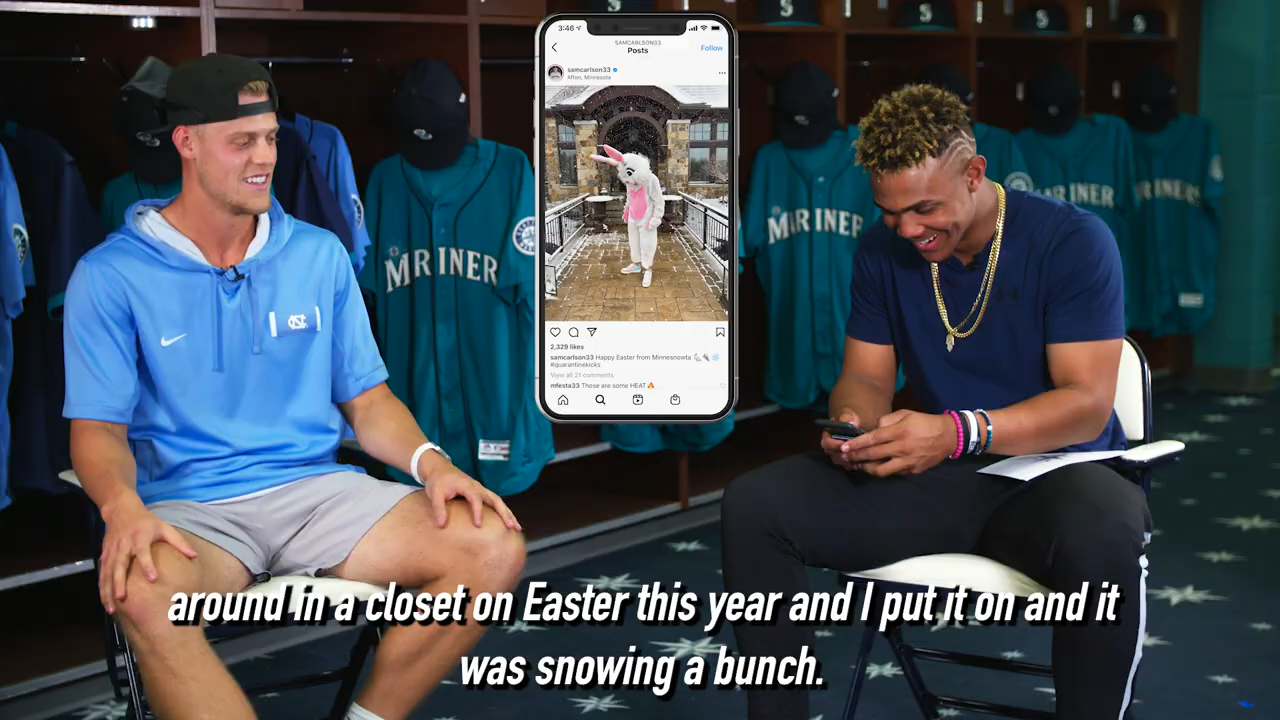 3:46
SAMCARLSON33
Posts
Follow
samcarlson33
Afton, Minnesota
2,329 likes
samcarlson33 Happy Easter from Minnesnowta
#quarantinekicks
View all 21 comments
mfesta33 Those are some HEAT🔥
MARINER
MARINER
MARINER
MARINERS
S
S
S
NC
around in a closet on Easter this year and I put it on and it
was snowing a bunch.